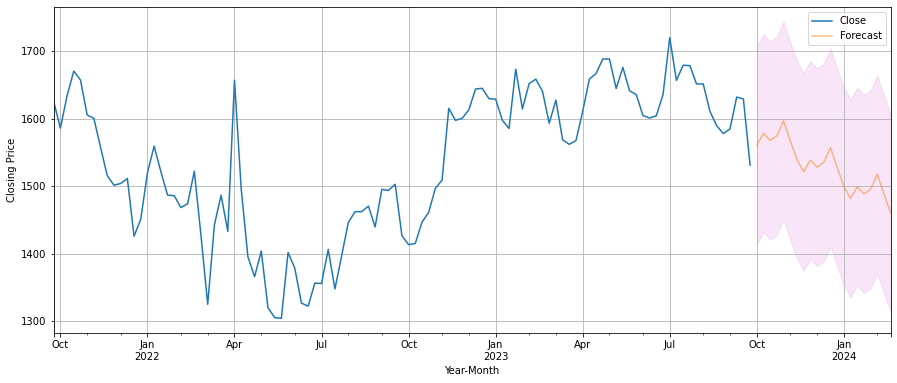 Close
Forecast
1700
1600
1500
1400
1300
Closing Price
Oct
Jan
2022
Apr
Jul
Oct
Jan
2023
Apr
Jul
Oct
Jan
2024
Year-Month